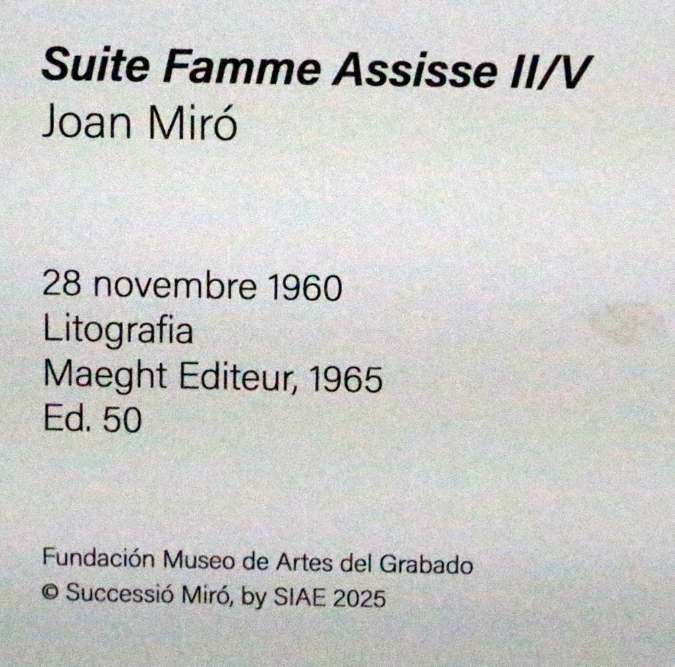 Suite Famme Assisse II/V
Joan Miró
28 novembre 1960
Litografia
Maeght Editeur, 1965
Ed. 50
Fundación Museo de Artes del Grabado
© Successió Miró, by SIAE 2025